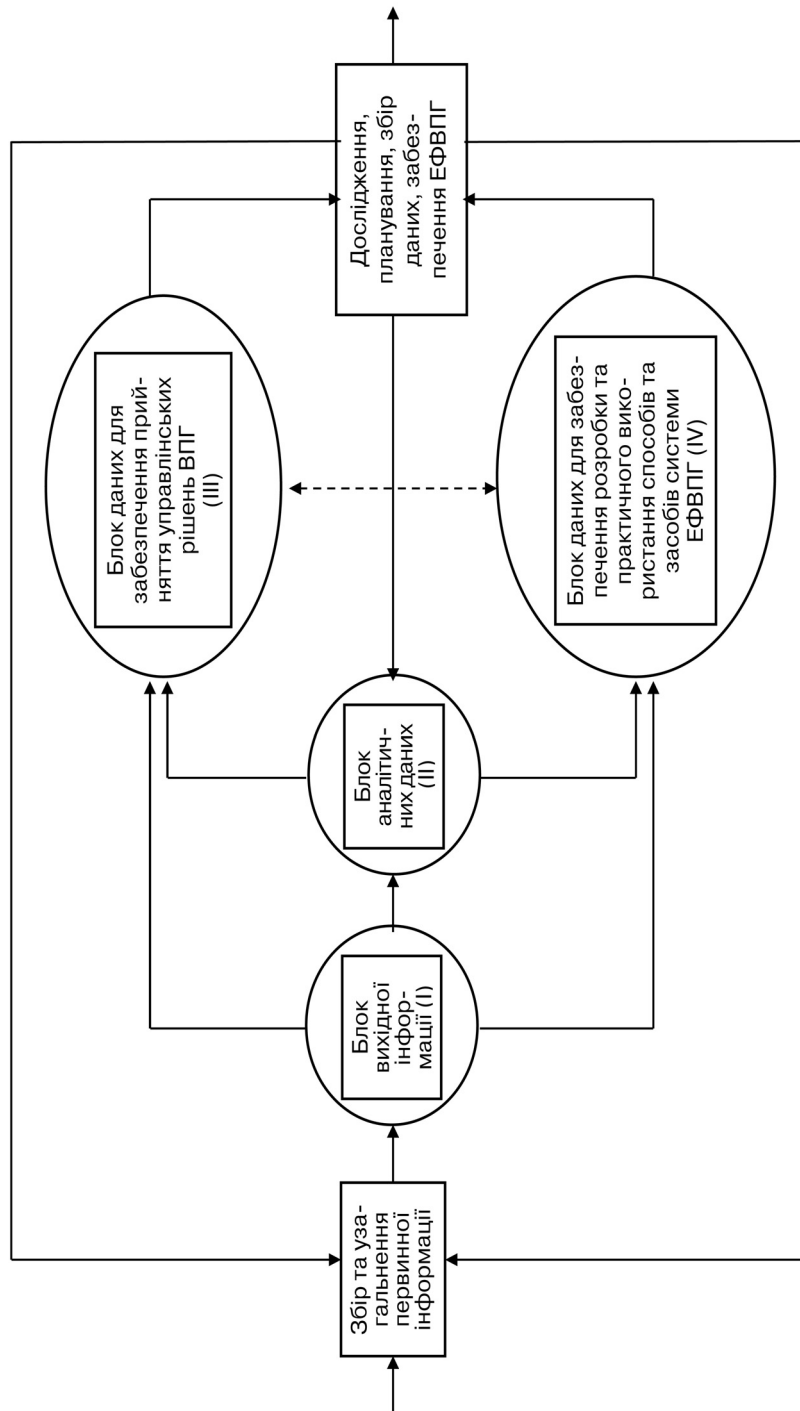 Збір та уза-
гальнення
первинної
інформації
Блок
вихідної
інфор-
мації (I)
Блок
аналітич-
них даних
(II)
Блок даних для
забезпечення прий-
няття управлінських
рішень ВПГ
(III)
Блок даних для забез-
печення розробки та
практичного вико-
ристання способів та
засобів системи
ЕФВПГ (IV)
Дослідження,
планування, збір
даних, забез-
печення ЕФВПГ